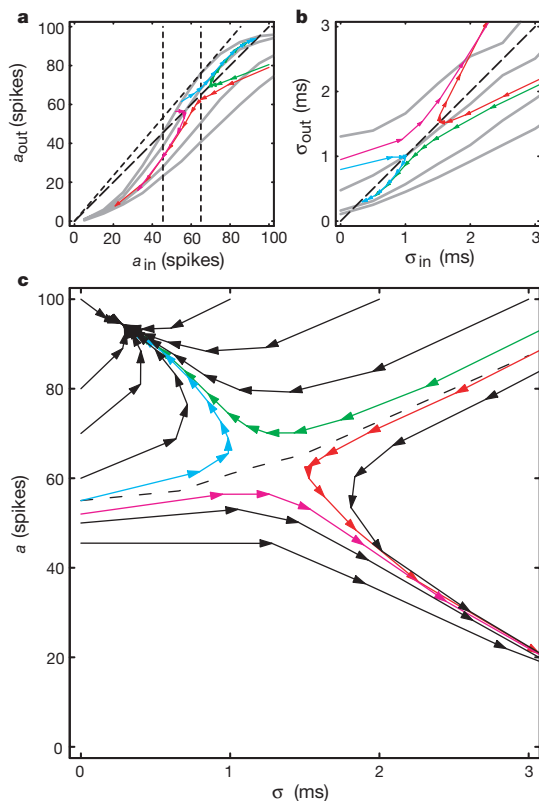 a
a_out (spikes)
100
80
60
40
20
0
0 20 40 60 80 100
a_in (spikes)
b
σ_out (ms)
3
2
1
0
0 1 2 3
σ_in (ms)
c
a (spikes)
100
80
60
40
20
0
0 1 2 3
σ (ms)